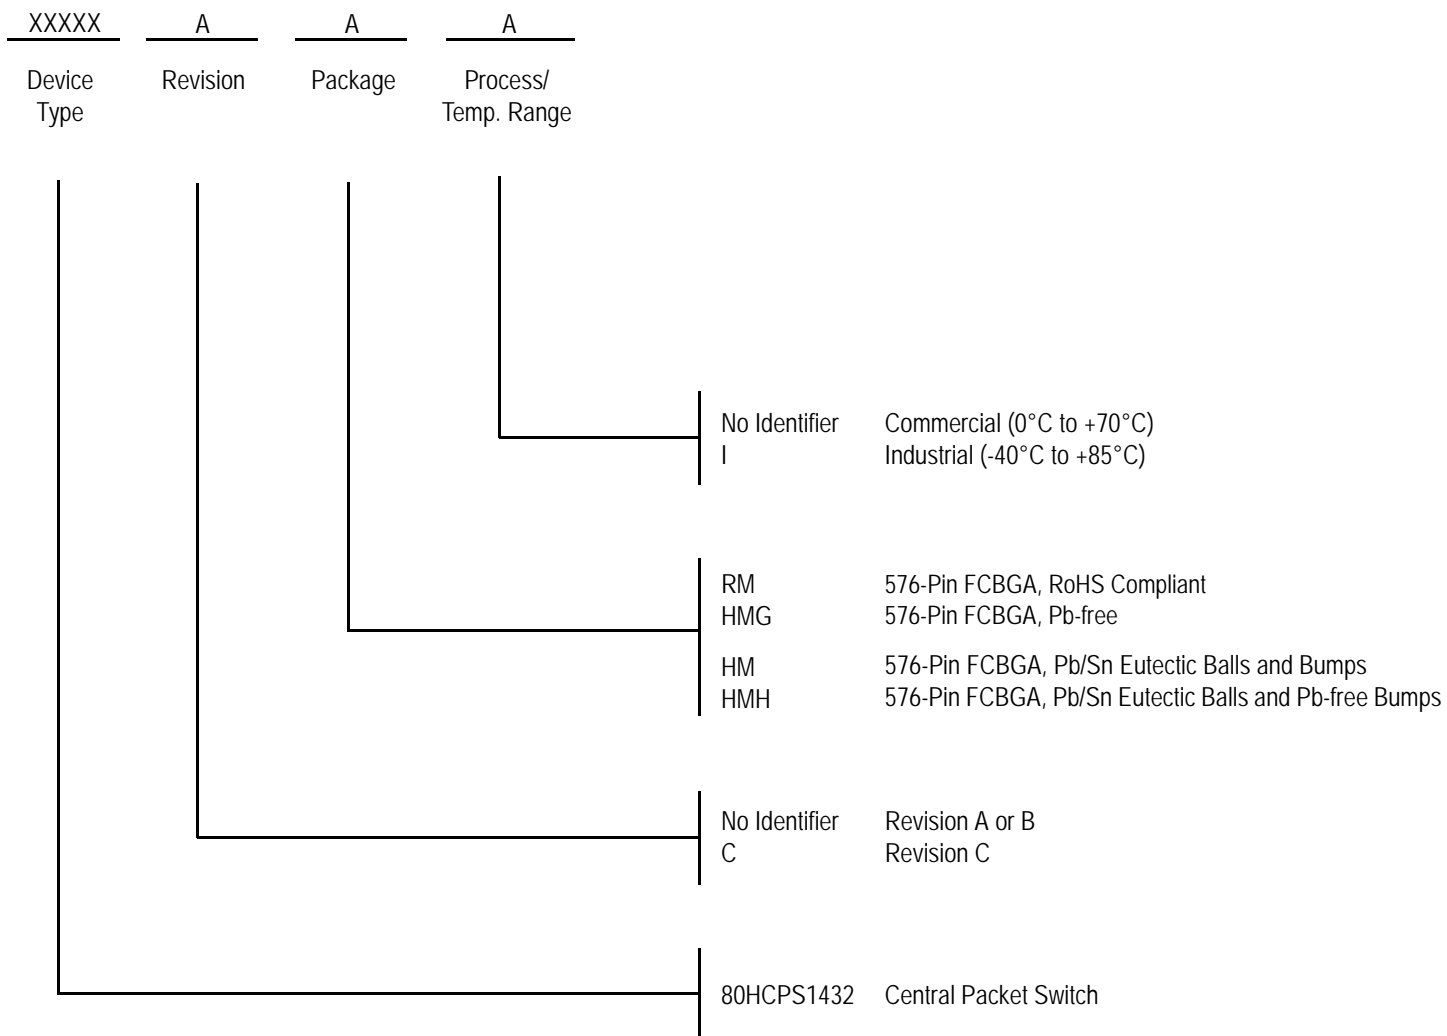 XXXXX A A A
Device Type
Revision
Package
Process/
Temp. Range
No Identifier Commercial (0°C to +70°C)
I Industrial (-40°C to +85°C)
RM 576-Pin FCBGA, RoHS Compliant
HMG 576-Pin FCBGA, Pb-free
HM 576-Pin FCBGA, Pb/Sn Eutectic Balls and Bumps
HMH 576-Pin FCBGA, Pb/Sn Eutectic Balls and Pb-free Bumps
No Identifier Revision A or B
C Revision C
80HCPS1432 Central Packet Switch